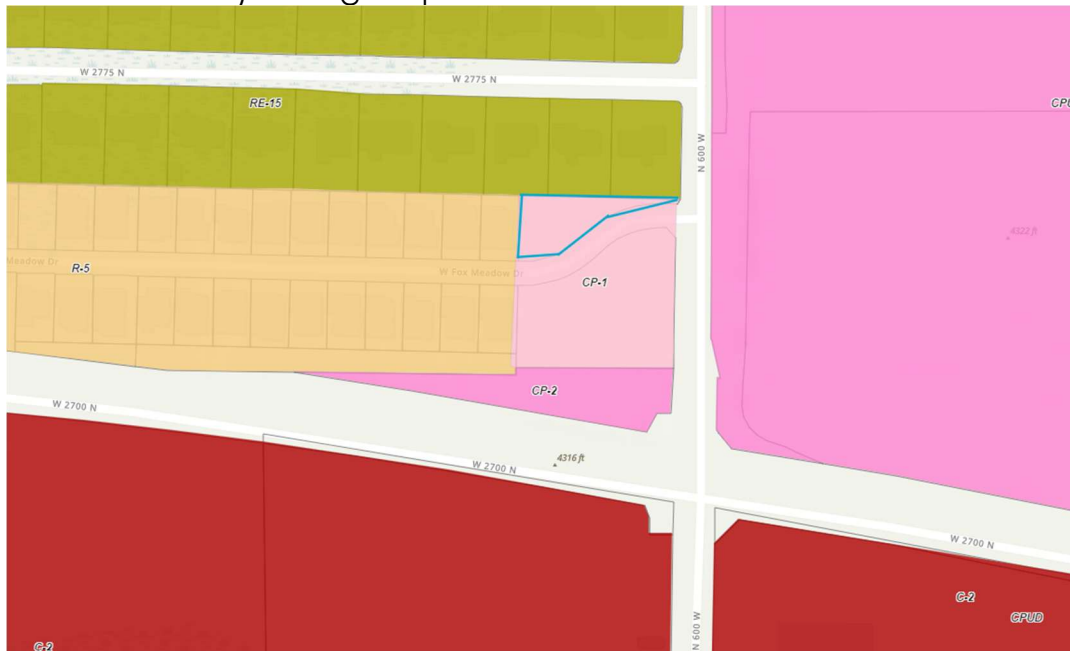 W 2775 N
W 2775 N
RE-15
CPU
N 600 W
4322 ft
Meadow Dr
R-5
W Fox Meadow Dr
CP-1
CP-2
W 2700 N
4316 ft
W 2700 N
W 2700 N
C-2
CPUD
N 600 W
C-2